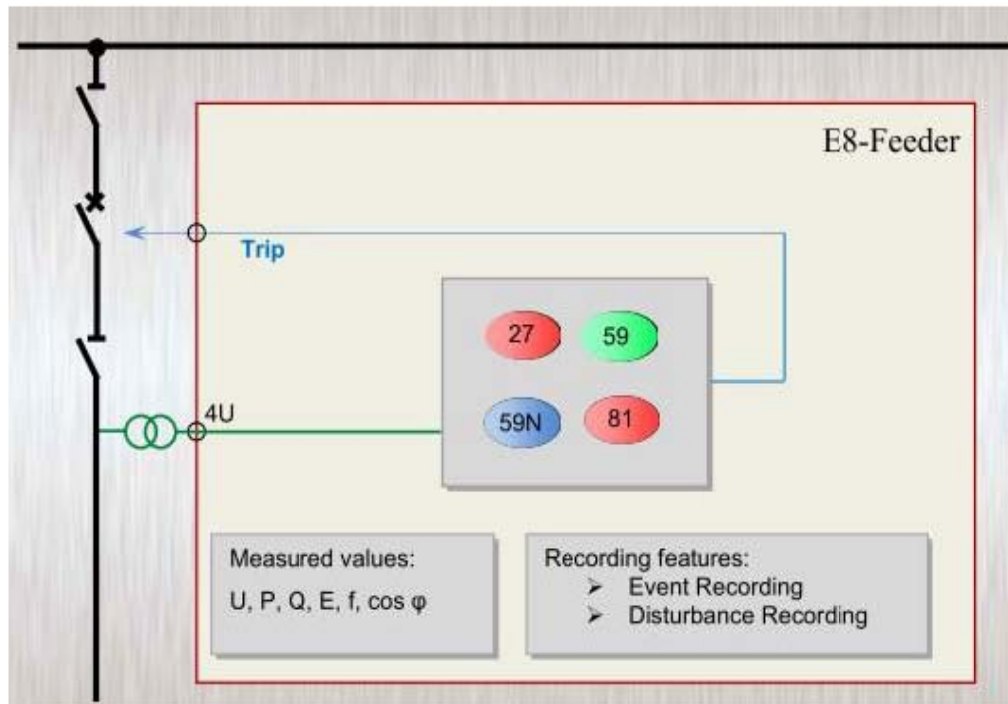 E8-Feeder
Trip
27
59
4U
59N
81
Measured values:
U, P, Q, E, f, cos φ
Recording features:
➢ Event Recording
➢ Disturbance Recording